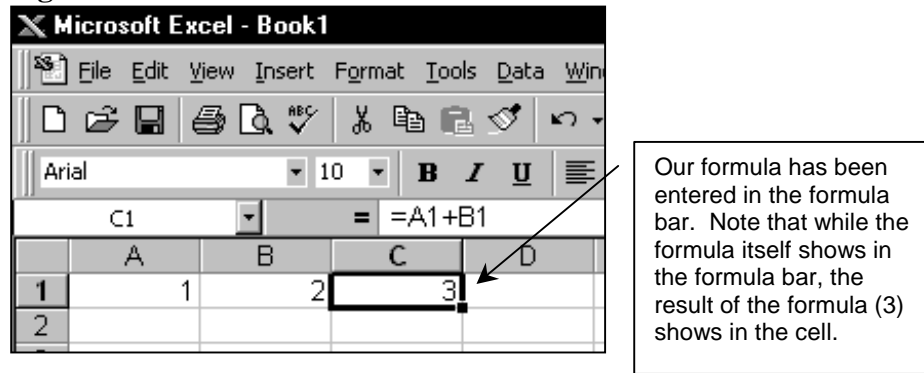 Microsoft Excel - Book1
File Edit View Insert Format Tools Data
ABC
Arial 10 B I U
C1 = =A1+B1
A B C D
1 1 2 3
2
Our formula has been
entered in the formula
bar. Note that while the
formula itself shows in
the formula bar, the
result of the formula (3)
shows in the cell.